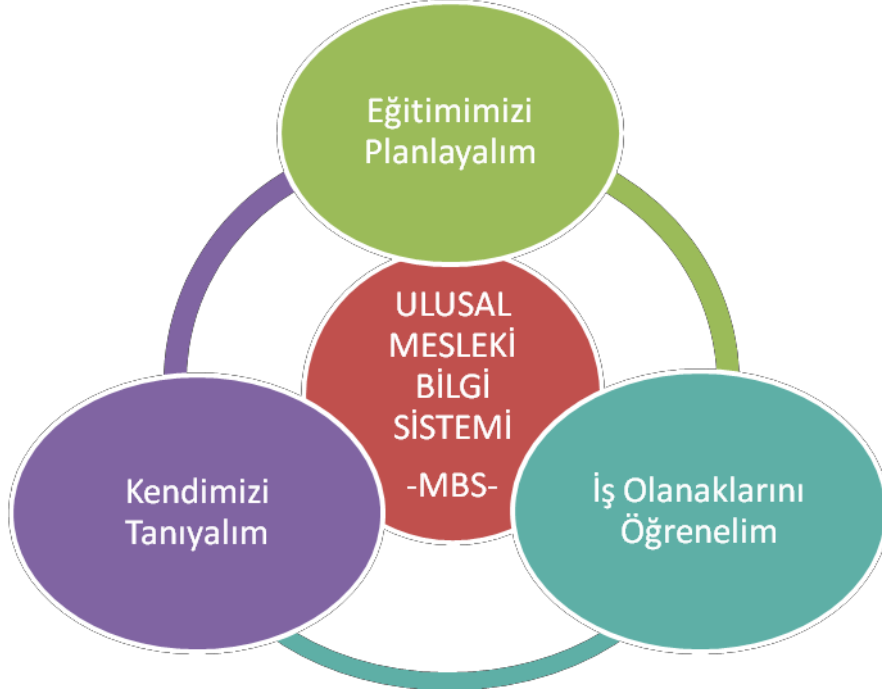 Eğitimimizi
Planlayalım
ULUSAL
MESLEKİ
BİLGİ
SİSTEMİ
-MBS-
Kendimizi
Tanıyalım
İş Olanaklarını
Öğrenelim